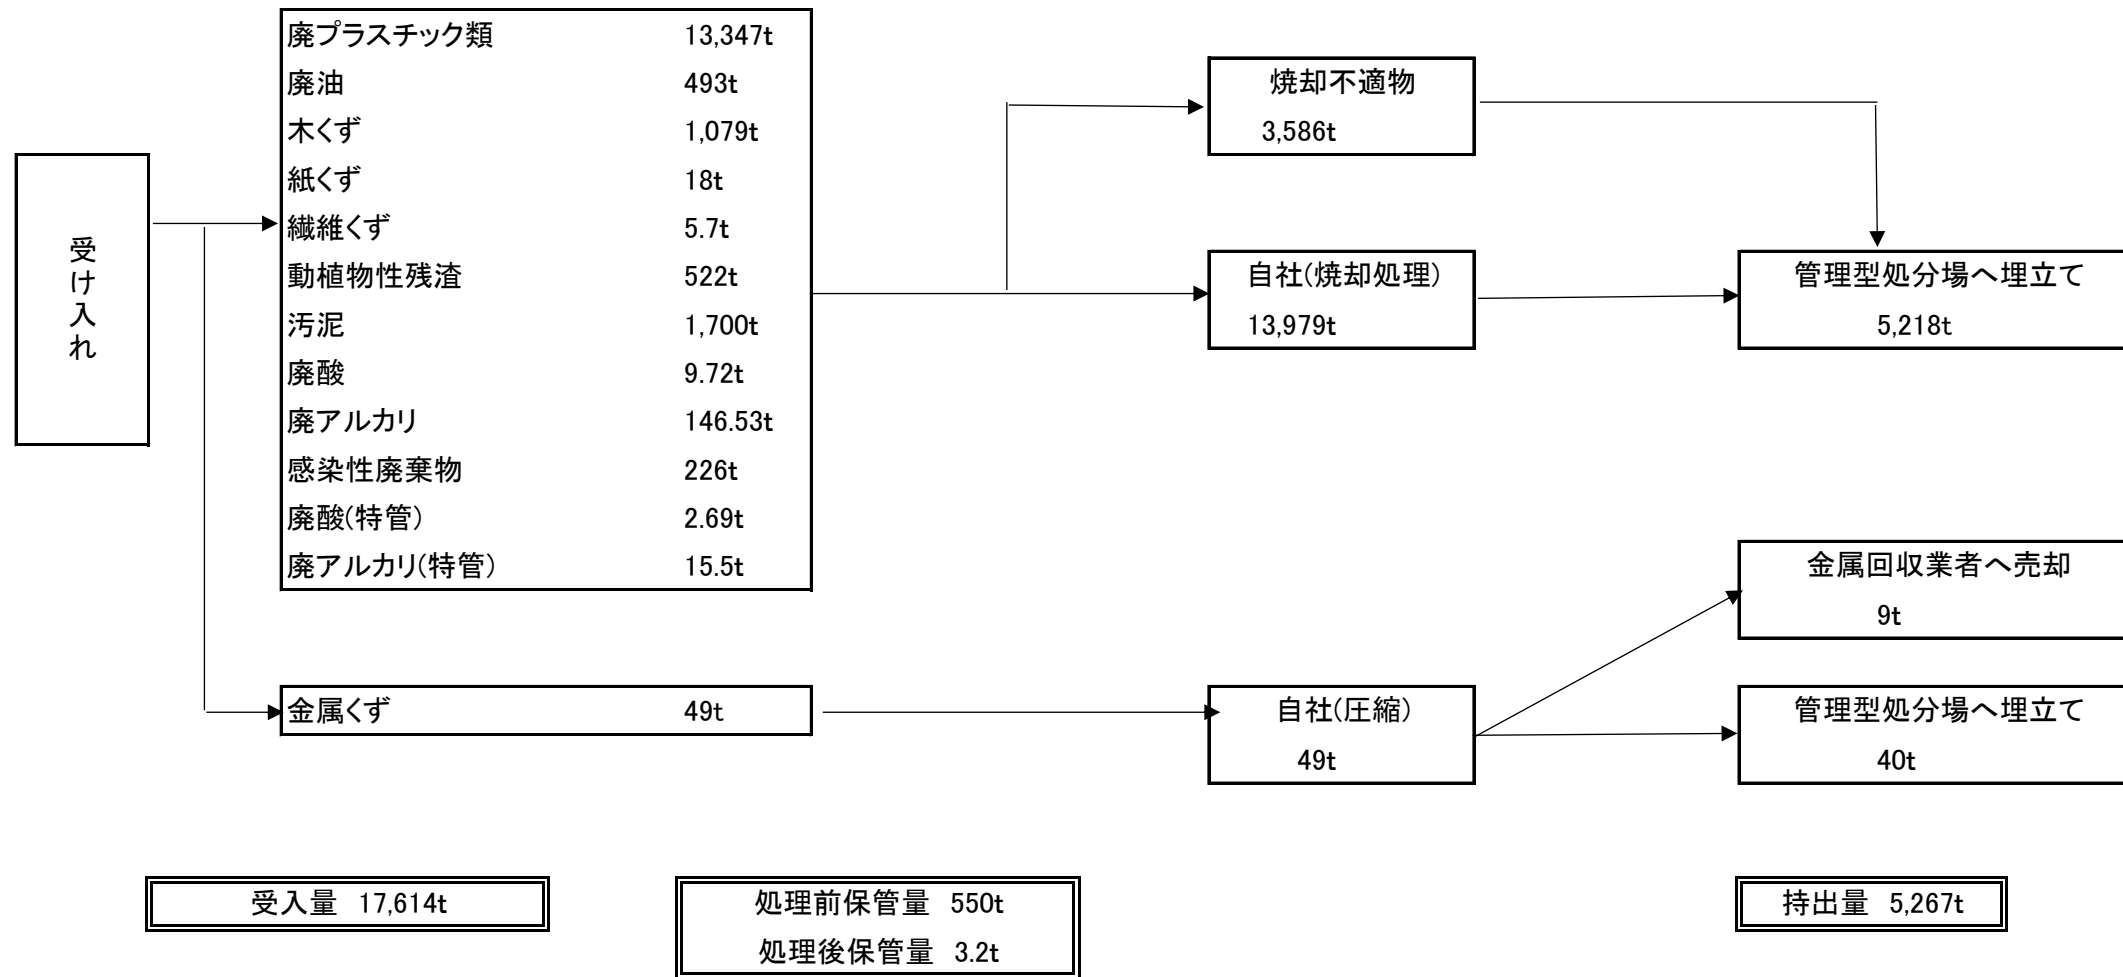 受け入れ
廃プラスチック類 13,347t
廃油 493t
木くず 1,079t
紙くず 18t
繊維くず 5.7t
動植物性残渣 522t
汚泥 1,700t
廃酸 9.72t
廃アルカリ 146.53t
感染性廃棄物 226t
廃酸(特管) 2.69t
廃アルカリ(特管) 15.5t
金属くず 49t
焼却不適物
3,586t
自社(焼却処理)
13,979t
管理型処分場へ埋立て
5,218t
自社(圧縮)
49t
金属回収業者へ売却
9t
管理型処分場へ埋立て
40t
受入量 17,614t
処理前保管量 550t
処理後保管量 3.2t
持出量 5,267t